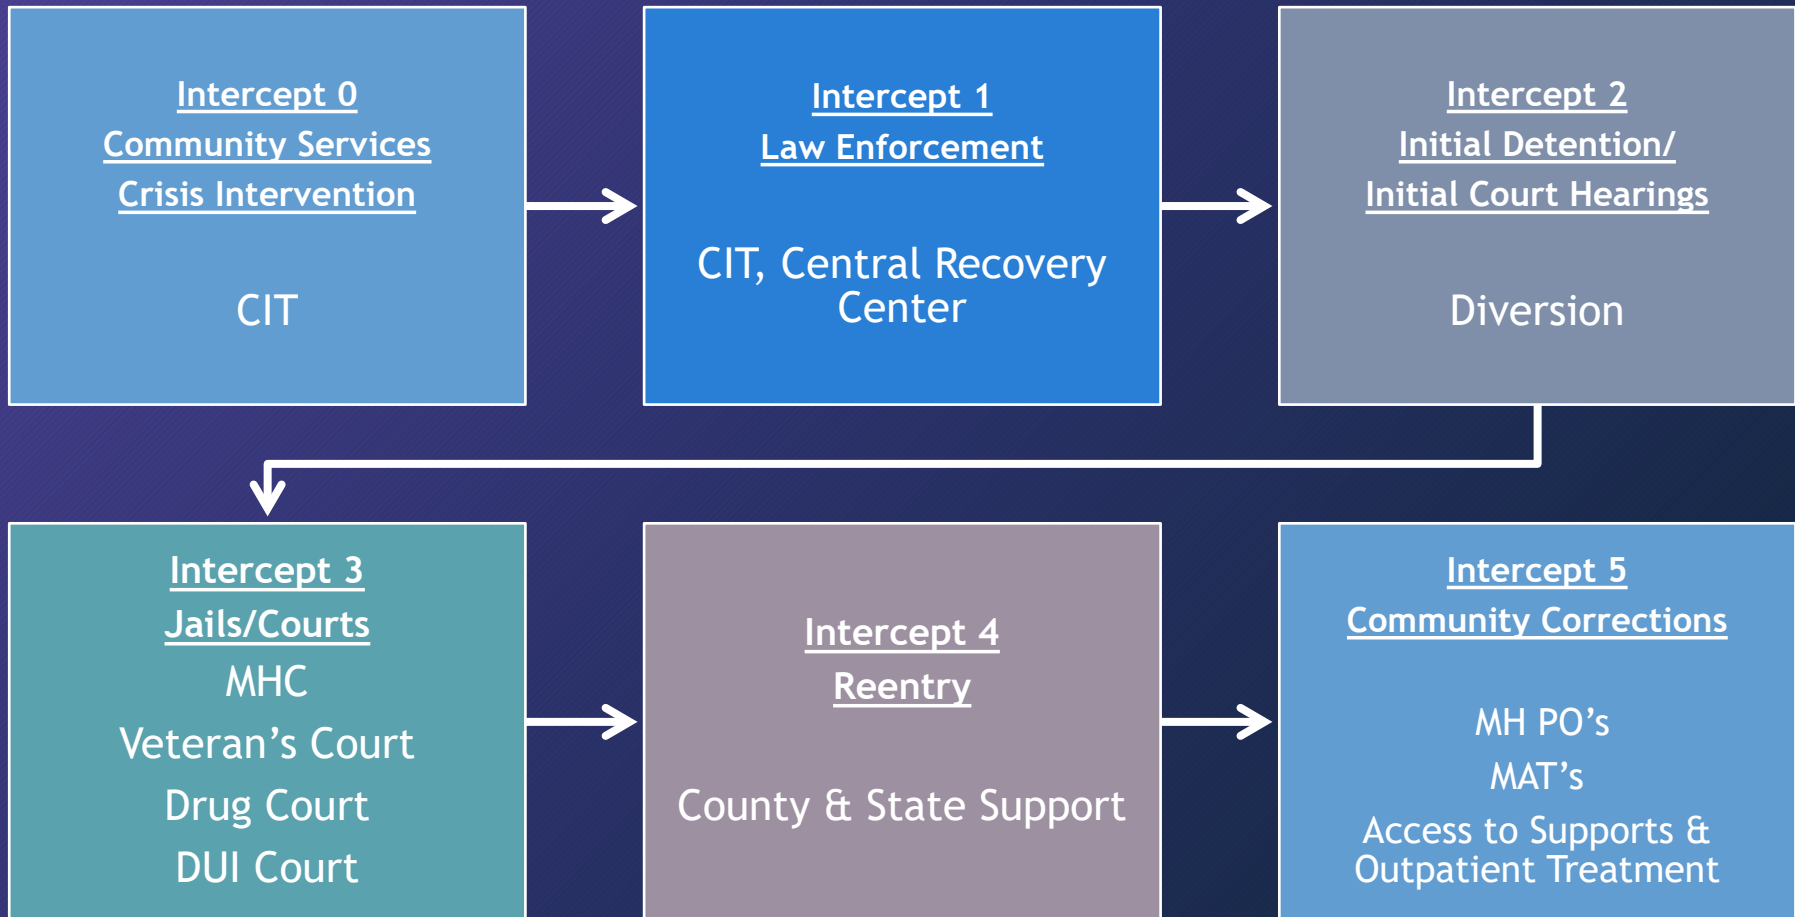 Intercept 0
Community Services
Crisis Intervention
CIT
Intercept 1
Law Enforcement
CIT, Central Recovery
Center
Intercept 2
Initial Detention/
Initial Court Hearings
Diversion
Intercept 3
Jails/Courts
MHC
Veteran’s Court
Drug Court
DUI Court
Intercept 4
Reentry
County & State Support
Intercept 5
Community Corrections
MH PO’s
MAT’s
Access to Supports &
Outpatient Treatment